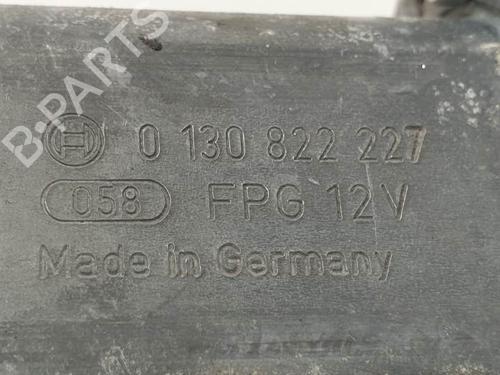 B-PARTS
0 130 822 227
058 FPG 12V
Made in Germany